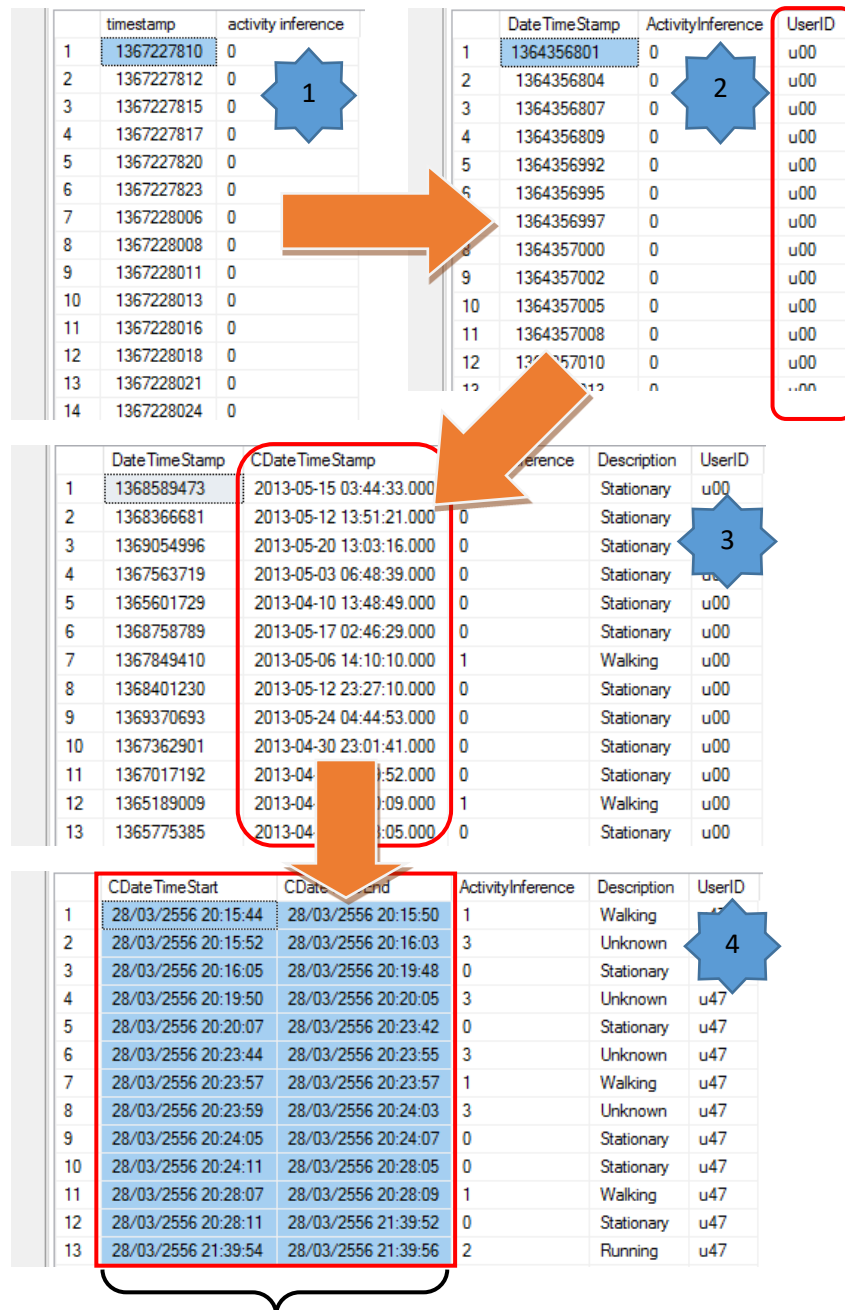 timestamp activity inference
1 1367227810 0
2 1367227812 0
3 1367227815 0
4 1367227817 0
5 1367227820 0
6 1367227823 0
7 1367228006 0
8 1367228008 0
9 1367228011 0
10 1367228013 0
11 1367228016 0
12 1367228018 0
13 1367228021 0
14 1367228024 0
1
DateTimeStamp ActivityInference UserID
1 1364356801 0 u00
2 1364356804 0 u00
3 1364356807 0 u00
4 1364356809 0 u00
5 1364356992 0 u00
6 1364356995 0 u00
7 1364356997 0 u00
8 1364357000 0 u00
9 1364357002 0 u00
10 1364357005 0 u00
11 1364357008 0 u00
12 0 u00
2
DateTimeStamp CDateTimeStamp Description UserID
1 1368589473 2013-05-15 03:44:33.000 Stationary u00
2 1368366681 2013-05-12 13:51:21.000 0 Stationary
3 1369054996 2013-05-20 13:03:16.000 0 Stationary
4 1367563719 2013-05-03 06:48:39.000 0 Stationary
5 1365601729 2013-04-10 13:48:49.000 0 Stationary u00
6 1368758789 2013-05-17 02:46:29.000 0 Stationary u00
7 1367849410 2013-05-06 14:10:10.000 1 Walking u00
8 1368401230 2013-05-12 23:27:10.000 0 Stationary u00
9 1369370693 2013-05-24 04:44:53.000 0 Stationary u00
10 1367362901 2013-04-30 23:01:41.000 0 Stationary u00
11 1367017192 2013-04- :52.000 0 Stationary u00
12 1365189009 2013-04- :09.000 1 Walking u00
13 1365775385 2013-04- :05.000 0 Stationary u00
3
CDateTimeStart ActivityInference Description UserID
1 28/03/2556 20:15:44 28/03/2556 20:15:50 1 Walking
2 28/03/2556 20:15:52 28/03/2556 20:16:03 3 Unknown
3 28/03/2556 20:16:05 28/03/2556 20:19:48 0 Stationary
4 28/03/2556 20:19:50 28/03/2556 20:20:05 3 Unknown u47
5 28/03/2556 20:20:07 28/03/2556 20:23:42 0 Stationary u47
6 28/03/2556 20:23:44 28/03/2556 20:23:55 3 Unknown u47
7 28/03/2556 20:23:57 28/03/2556 20:23:57 1 Walking u47
8 28/03/2556 20:23:59 28/03/2556 20:24:03 3 Unknown u47
9 28/03/2556 20:24:05 28/03/2556 20:24:07 0 Stationary u47
10 28/03/2556 20:24:11 28/03/2556 20:28:05 0 Stationary u47
11 28/03/2556 20:28:07 28/03/2556 20:28:09 1 Walking u47
12 28/03/2556 20:28:11 28/03/2556 21:39:52 0 Stationary u47
13 28/03/2556 21:39:54 28/03/2556 21:39:56 2 Running u47
4